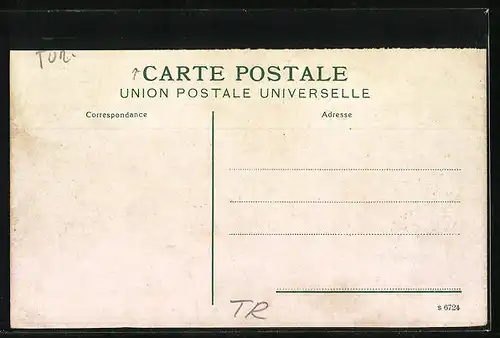 TUR.
CARTE POSTALE
UNION POSTALE UNIVERSELLE
Correspondance
Adresse
TR
s 6724